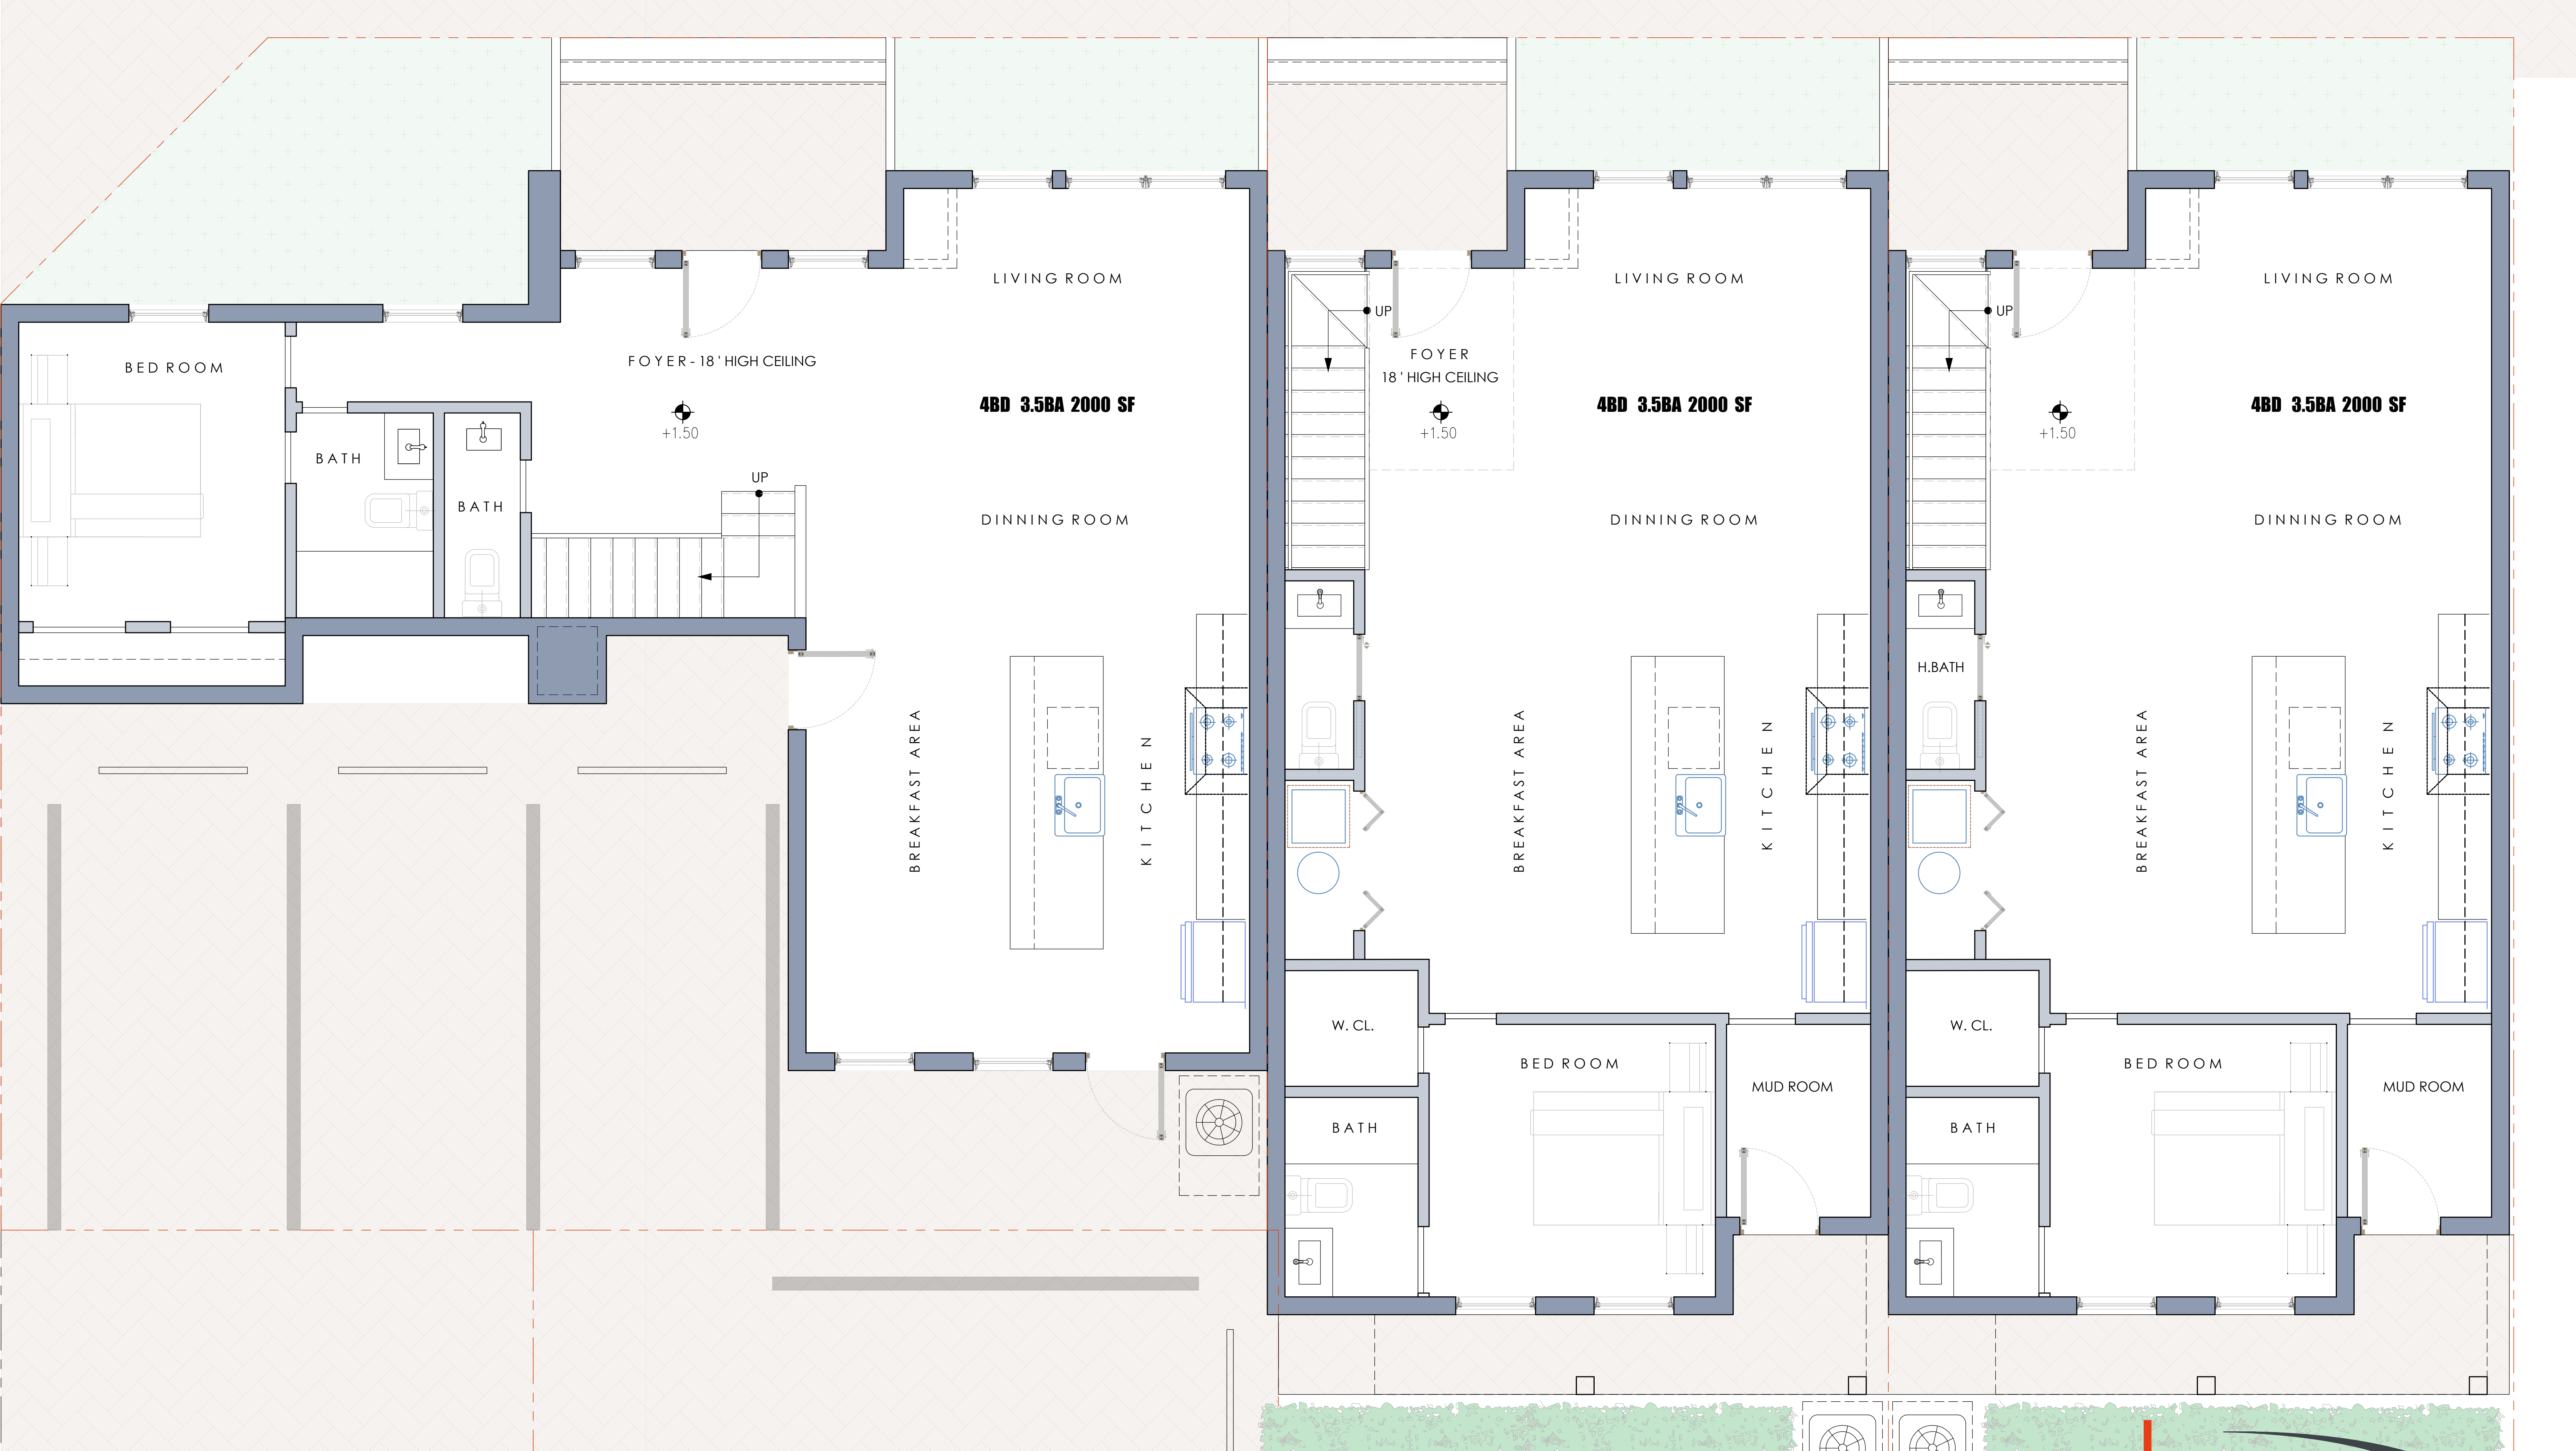 LIVING ROOM
LIVING ROOM
LIVING ROOM
UP
UP
FOYER
BED ROOM
FOYER - 18 ' HIGH CEILING
18 ' HIGH CEILING
4BD 3.5BA 2000 SF
4BD 3.5BA 2000 SF
4BD 3.5BA 2000 SF
+1.50
+1.50
+1.50
BATH
UP
BATH
DINNING ROOM
DINNING ROOM
DINNING ROOM
H.BATH
BREAKFAST AREA
KITCHEN
BREAKFAST AREA
KITCHEN
BREAKFAST AREA
KITCHEN
W. CL.
W. CL.
BED ROOM
BED ROOM
MUD ROOM
MUD ROOM
BATH
BATH